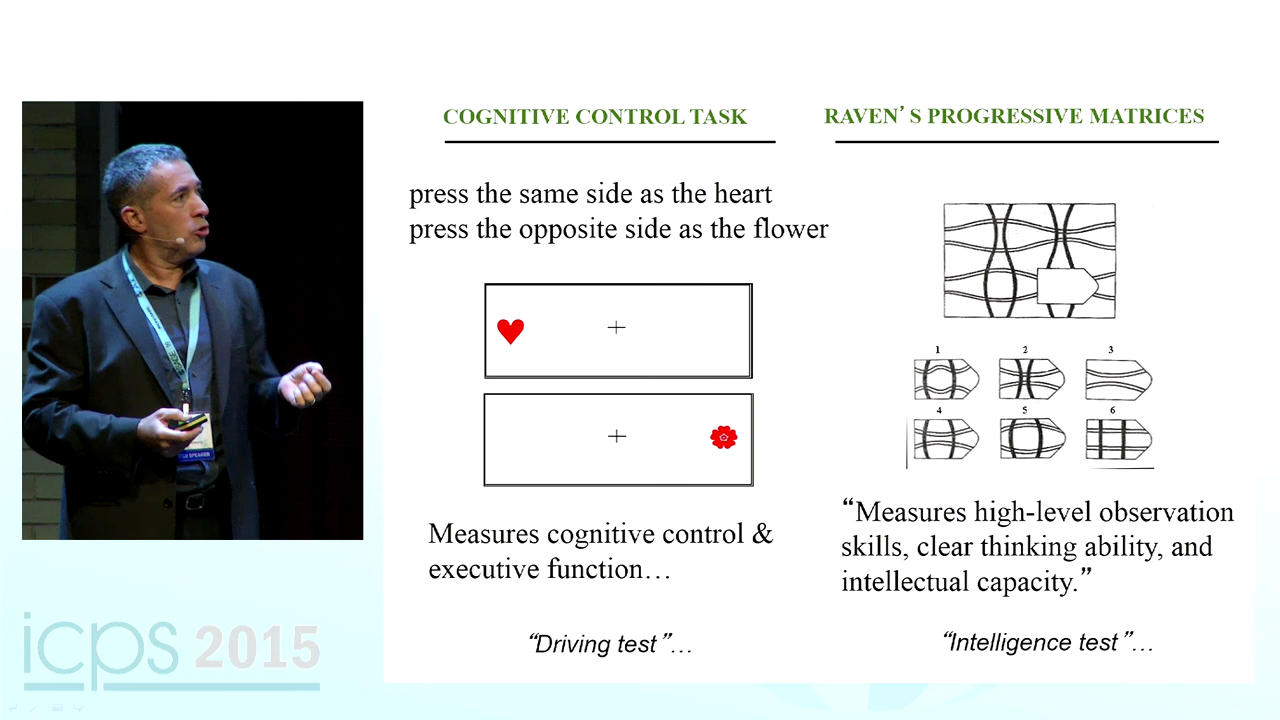 COGNITIVE CONTROL TASK
press the same side as the heart
press the opposite side as the flower
Measures cognitive control &
executive function…
“Driving test”…
RAVEN’S PROGRESSIVE MATRICES
1 2 3
4 5 6
“Measures high-level observation
skills, clear thinking ability, and
intellectual capacity.”
“Intelligence test”…
SPEAKER
icps 2015